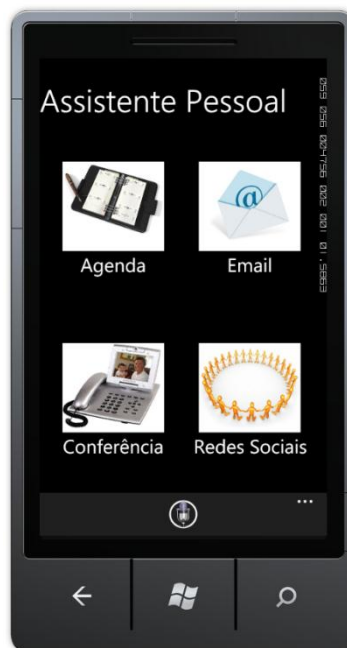 Assistente Pessoal
Agenda
Email
Conferência
Redes Sociais
...
@